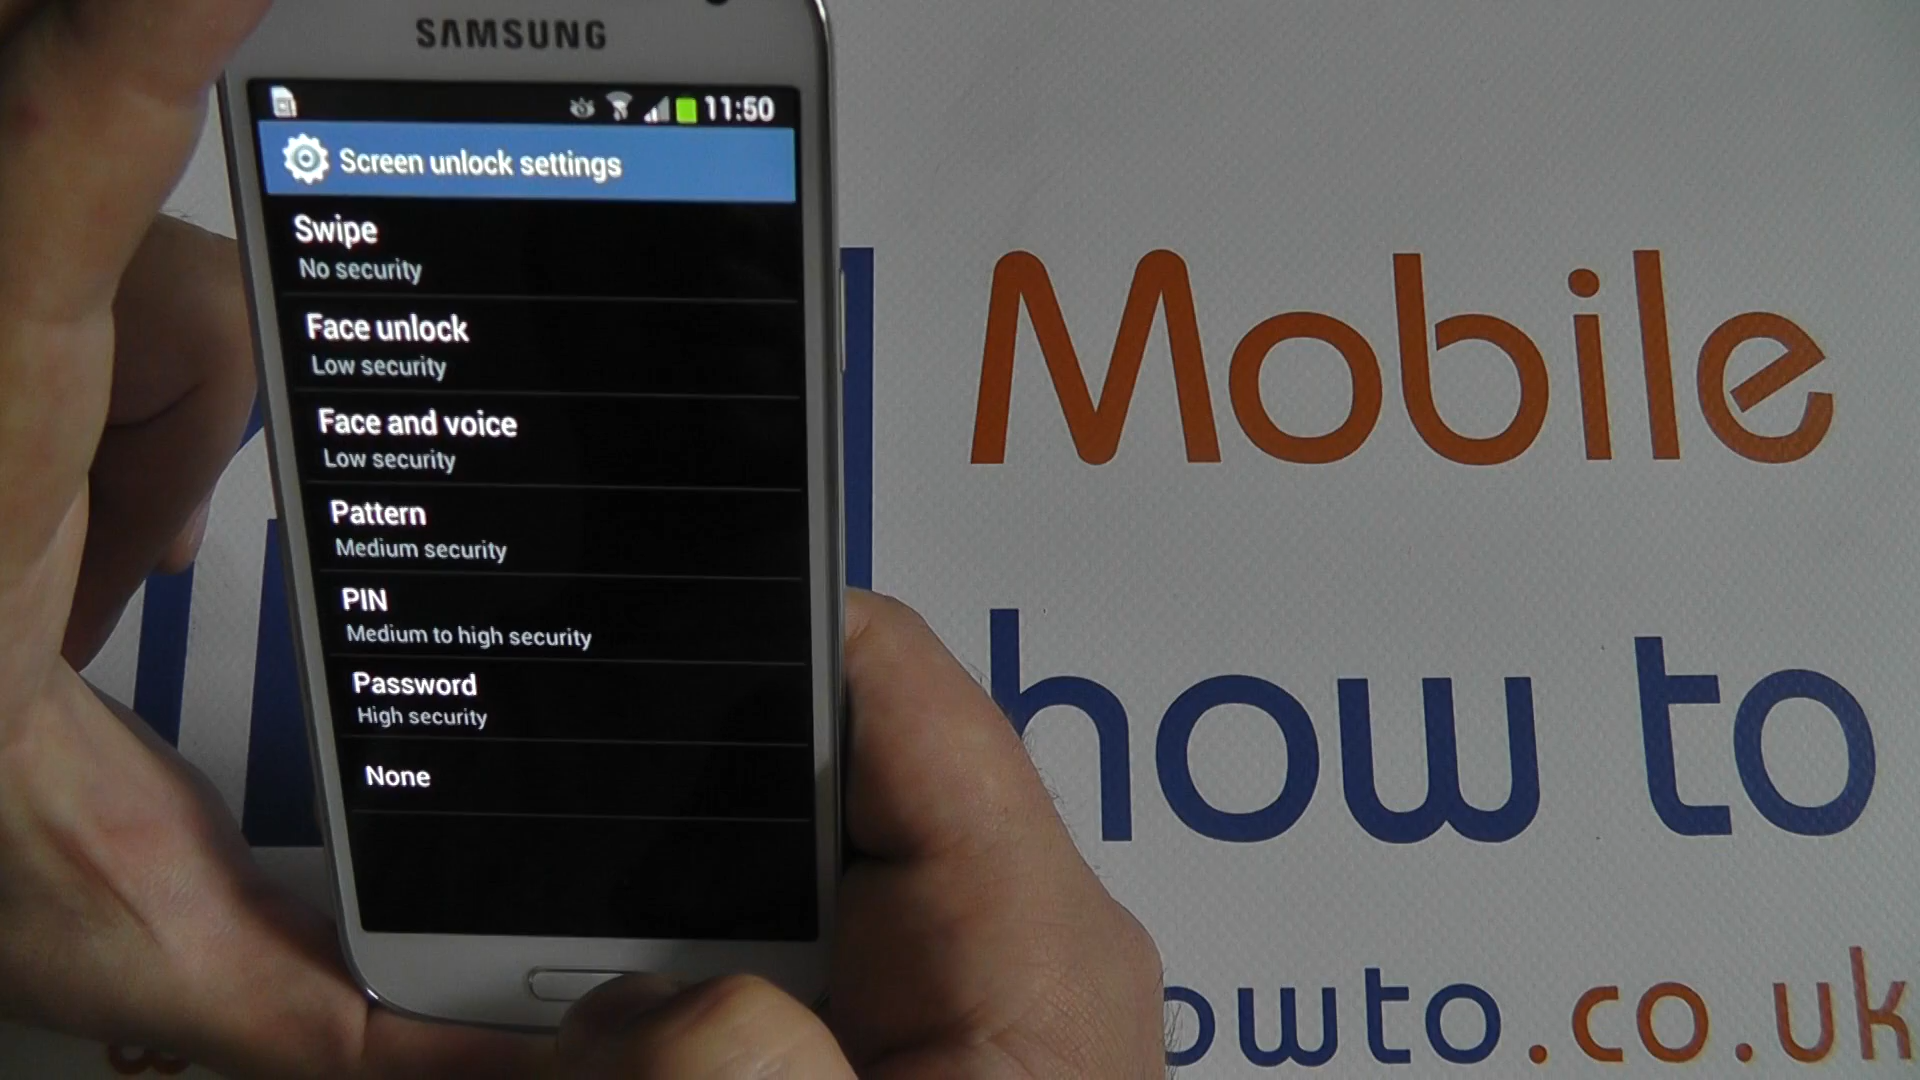 SAMSUNG
11:50
Screen unlock settings
Swipe
No security
Face unlock
Low security
Face and voice
Low security
Pattern
Medium security
PIN
Medium to high security
Password
High security
None
Mobile
how to
owto.co.uk